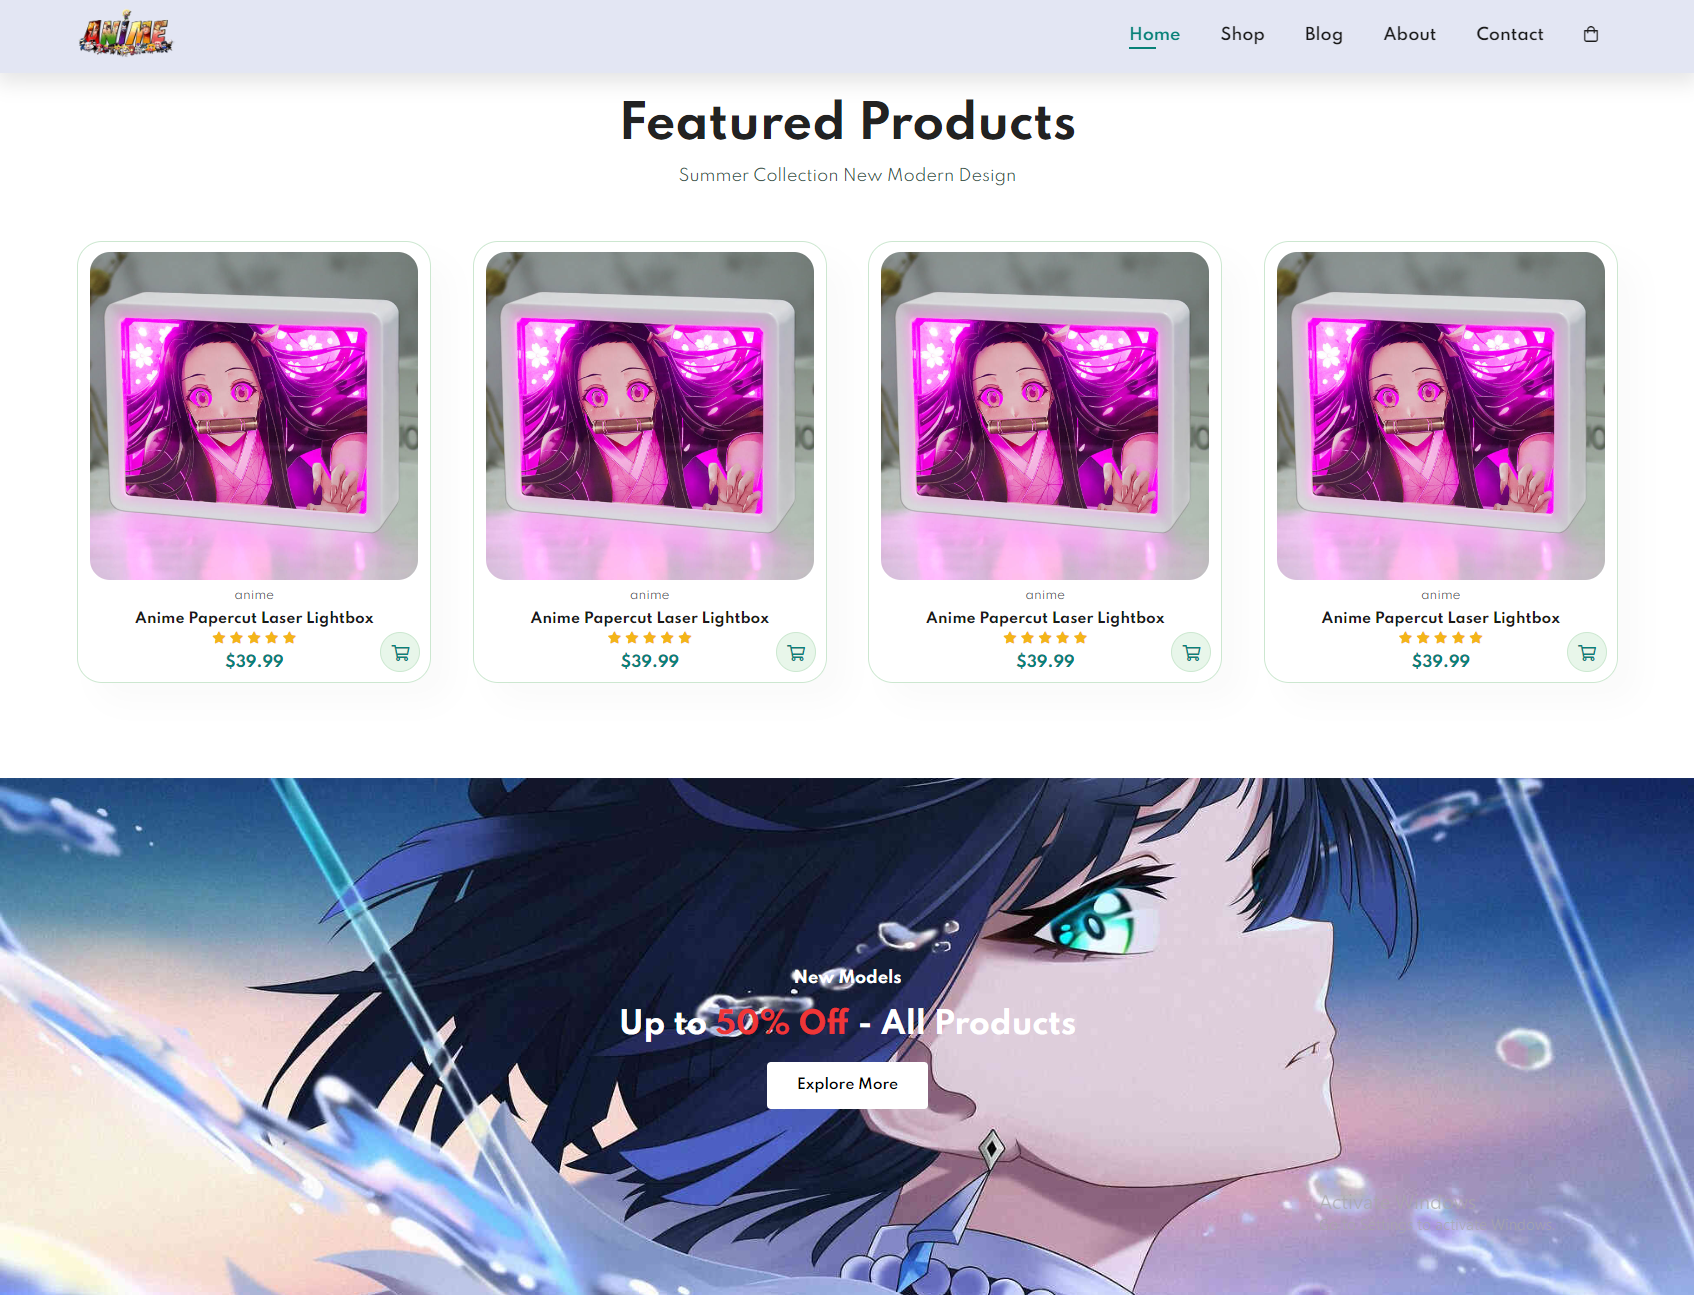 ANIME
Home Shop Blog About Contact
Featured Products
Summer Collection New Modern Design
anime
Anime Papercut Laser Lightbox
$39.99
anime
Anime Papercut Laser Lightbox
$39.99
anime
Anime Papercut Laser Lightbox
$39.99
anime
Anime Papercut Laser Lightbox
$39.99
New Models
Up to 50% Off - All Products
Explore More
Windows